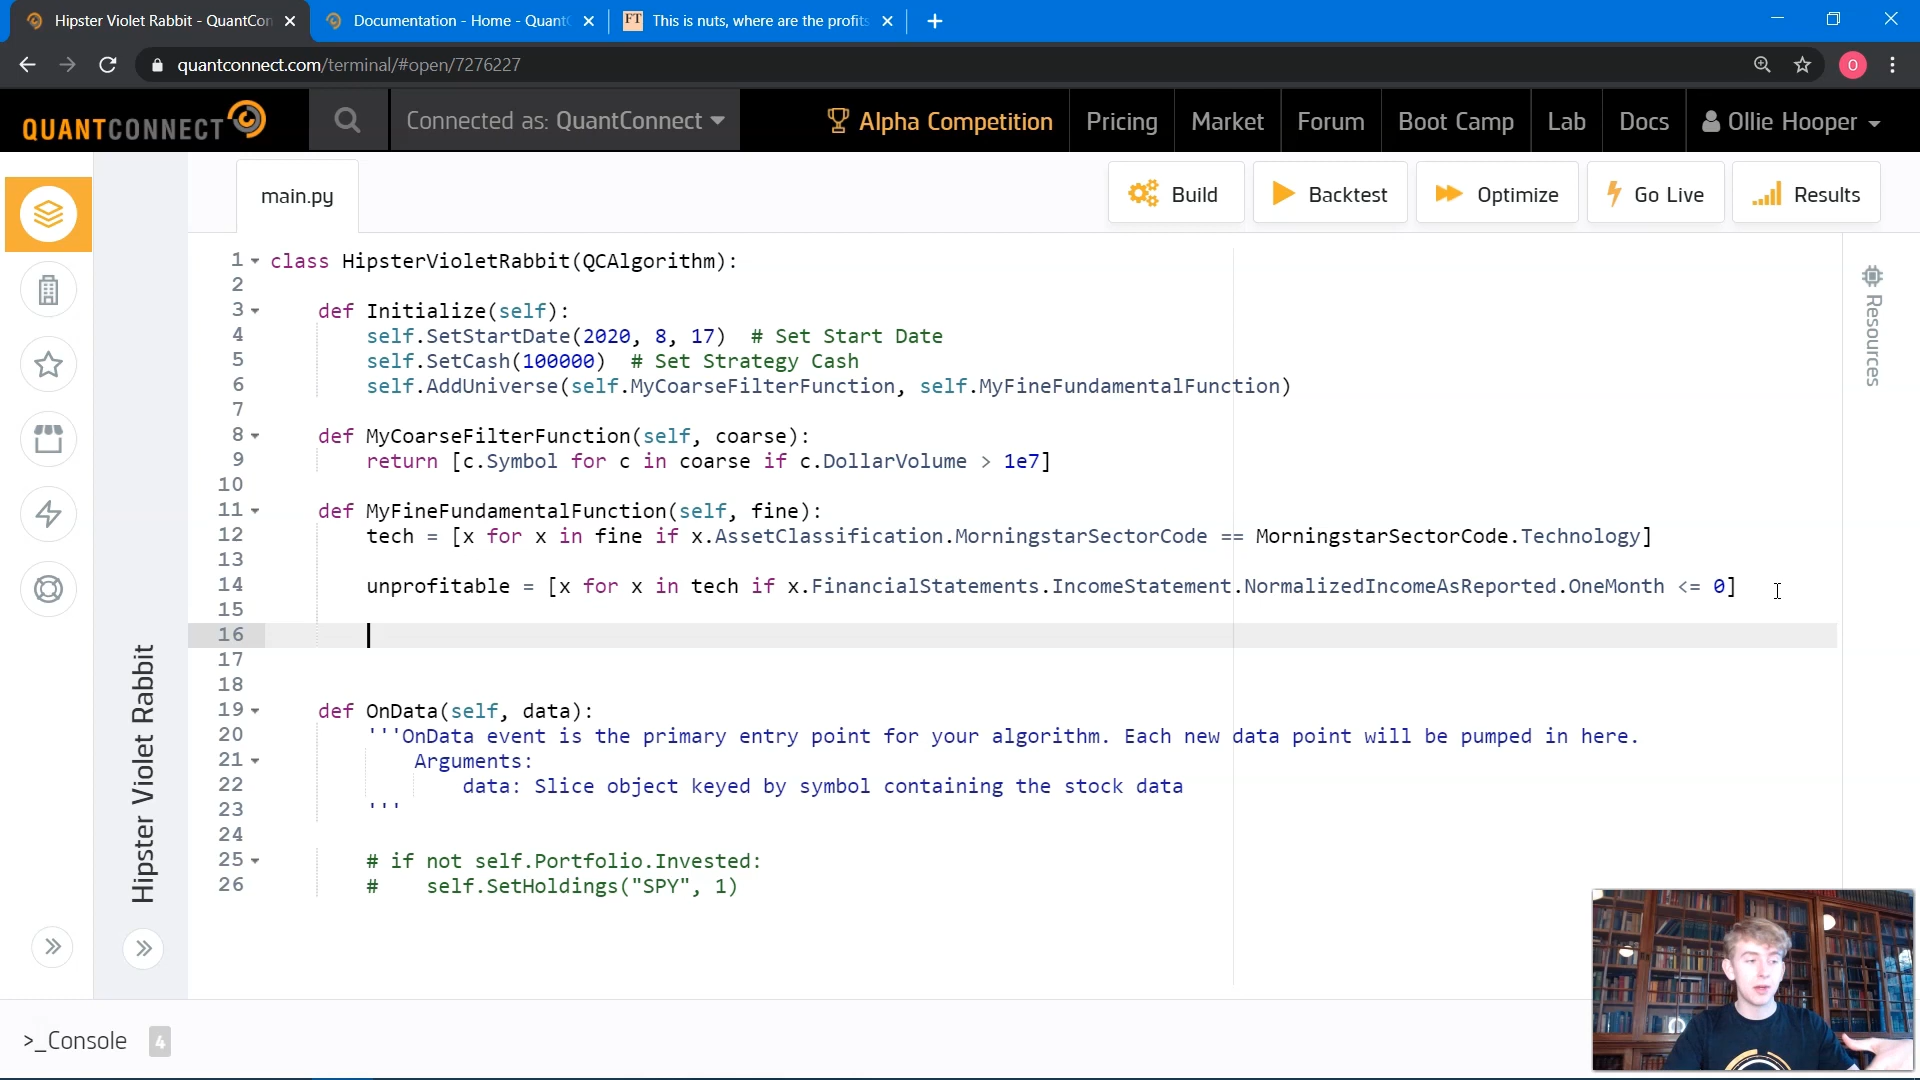 Hipster Violet Rabbit - QuantCon
Documentation - Home - Quant
FT This is nuts, where are the profits
quantconnect.com/terminal/#open/7276227
O
QUANTCONNECT
Connected as: QuantConnect
Alpha Competition
Pricing
Market
Forum
Boot Camp
Lab
Docs
Ollie Hooper
main.py
Build
Backtest
Optimize
Go Live
Results
1 class HipsterVioletRabbit(QCAlgorithm):
2
3 def Initialize(self):
4 self.SetStartDate(2020, 8, 17) # Set Start Date
5 self.SetCash(100000) # Set Strategy Cash
6 self.AddUniverse(self.MyCoarseFilterFunction, self.MyFineFundamentalFunction)
7
8 def MyCoarseFilterFunction(self, coarse):
9 return [c.Symbol for c in coarse if c.DollarVolume > 1e7]
10
11 def MyFineFundamentalFunction(self, fine):
12 tech = [x for x in fine if x.AssetClassification.MorningstarSectorCode == MorningstarSectorCode.Technology]
13
14 unprofitable = [x for x in tech if x.FinancialStatements.IncomeStatement.NormalizedIncomeAsReported.OneMonth <= 0]
15
16
17
18
19 def OnData(self, data):
20 '''OnData event is the primary entry point for your algorithm. Each new data point will be pumped in here.
21 Arguments:
22 data: Slice object keyed by symbol containing the stock data
23 '''
24
25 # if not self.Portfolio.Invested:
26 # self.SetHoldings("SPY", 1)
Resources
Hipster Violet Rabbit
>_Console 4